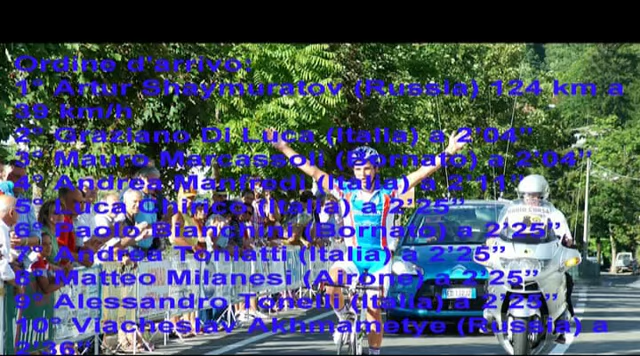 Ordine d'arrivo:
1° Artur Shaymuratov (Russia) 124 km a
39 km/h
2° Graziano Di Luca (Italia) a 2'04"
3° Mauro Marcassoli (Bornato) a 2'04"
4° Andrea Manfredi (Italia) a 2'11"
5° Luca Chirico (Italia) a 2'25"
6° Paolo Bianchini (Bornato) a 2'25"
7° Andrea Toniatti (Italia) a 2'25"
8° Matteo Milanesi (Airone) a 2'25"
9° Alessandro Tonelli (Italia) a 2'25"
10° Viacheslav Akhmametye (Russia) a
2'36"